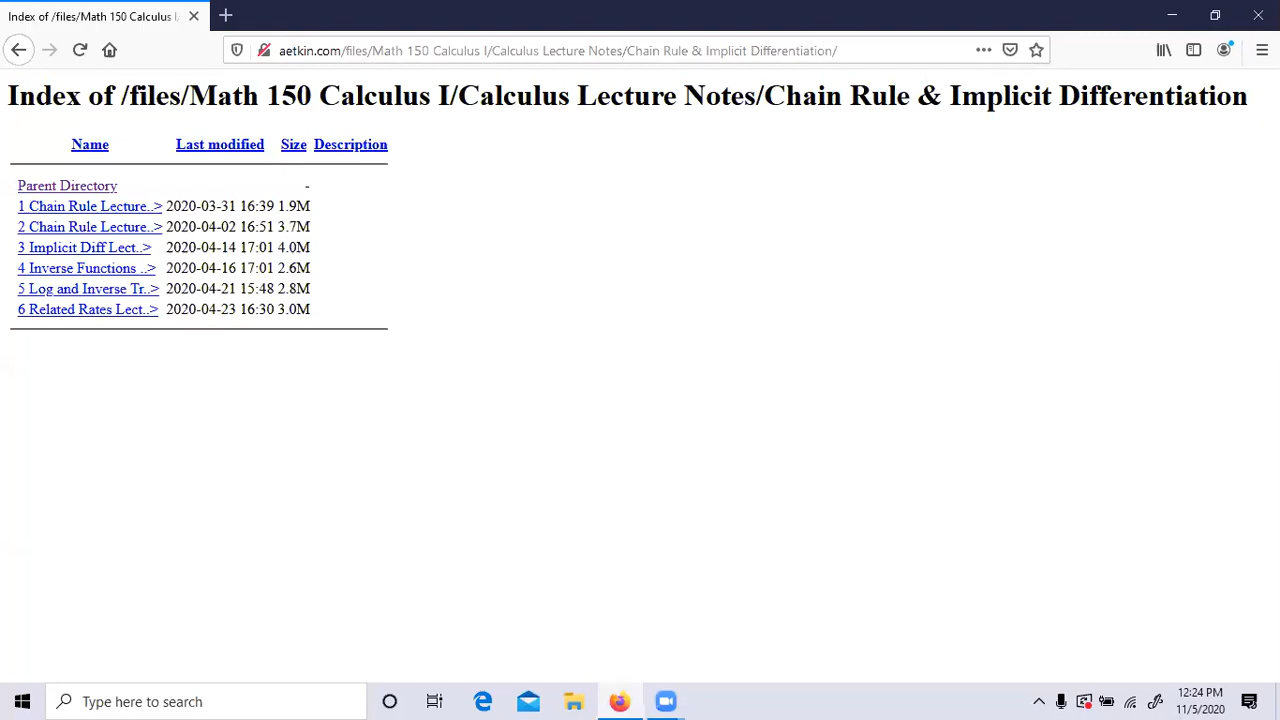 Index of /files/Math 150 Calculus I/
aetkin.com/files/Math 150 Calculus I/Calculus Lecture Notes/Chain Rule & Implicit Differentiation/
Index of /files/Math 150 Calculus I/Calculus Lecture Notes/Chain Rule & Implicit Differentiation
Name Last modified Size Description
Parent Directory -
1 Chain Rule Lecture..> 2020-03-31 16:39 1.9M
2 Chain Rule Lecture..> 2020-04-02 16:51 3.7M
3 Implicit Diff Lect..> 2020-04-14 17:01 4.0M
4 Inverse Functions ..> 2020-04-16 17:01 2.6M
5 Log and Inverse Tr..> 2020-04-21 15:48 2.8M
6 Related Rates Lect..> 2020-04-23 16:30 3.0M
Type here to search
12:24 PM
11/5/2020